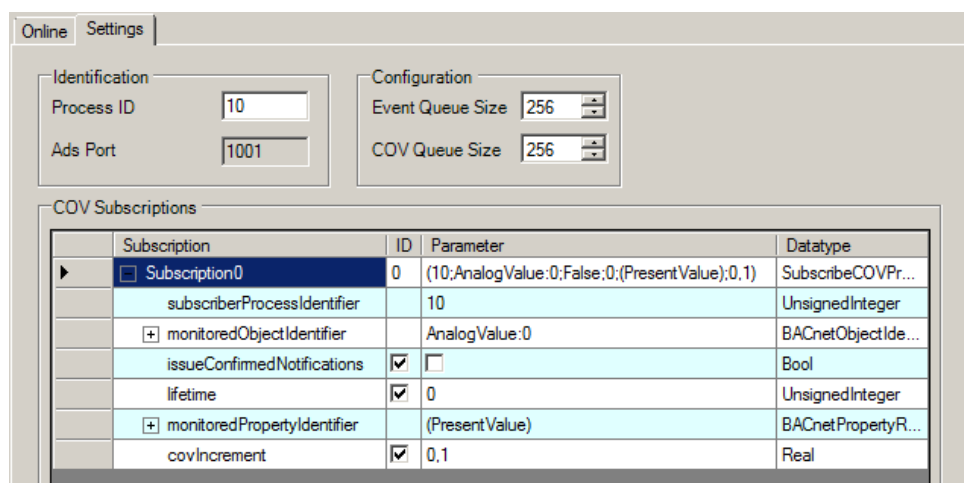 Online Settings
Identification Configuration
Process ID 10 Event Queue Size 256
Ads Port 1001 COV Queue Size 256
COV Subscriptions
Subscription ID Parameter Datatype
Subscription0 0 (10;AnalogValue:0;False;0;(PresentValue);0,1) SubscribeCOVPr...
subscriberProcessIdentifier 10 UnsignedInteger
monitoredObjectIdentifier AnalogValue:0 BACnetObjectIde...
issueConfirmedNotifications Bool
lifetime 0 UnsignedInteger
monitoredPropertyIdentifier (PresentValue) BACnetPropertyR...
covIncrement 0,1 Real